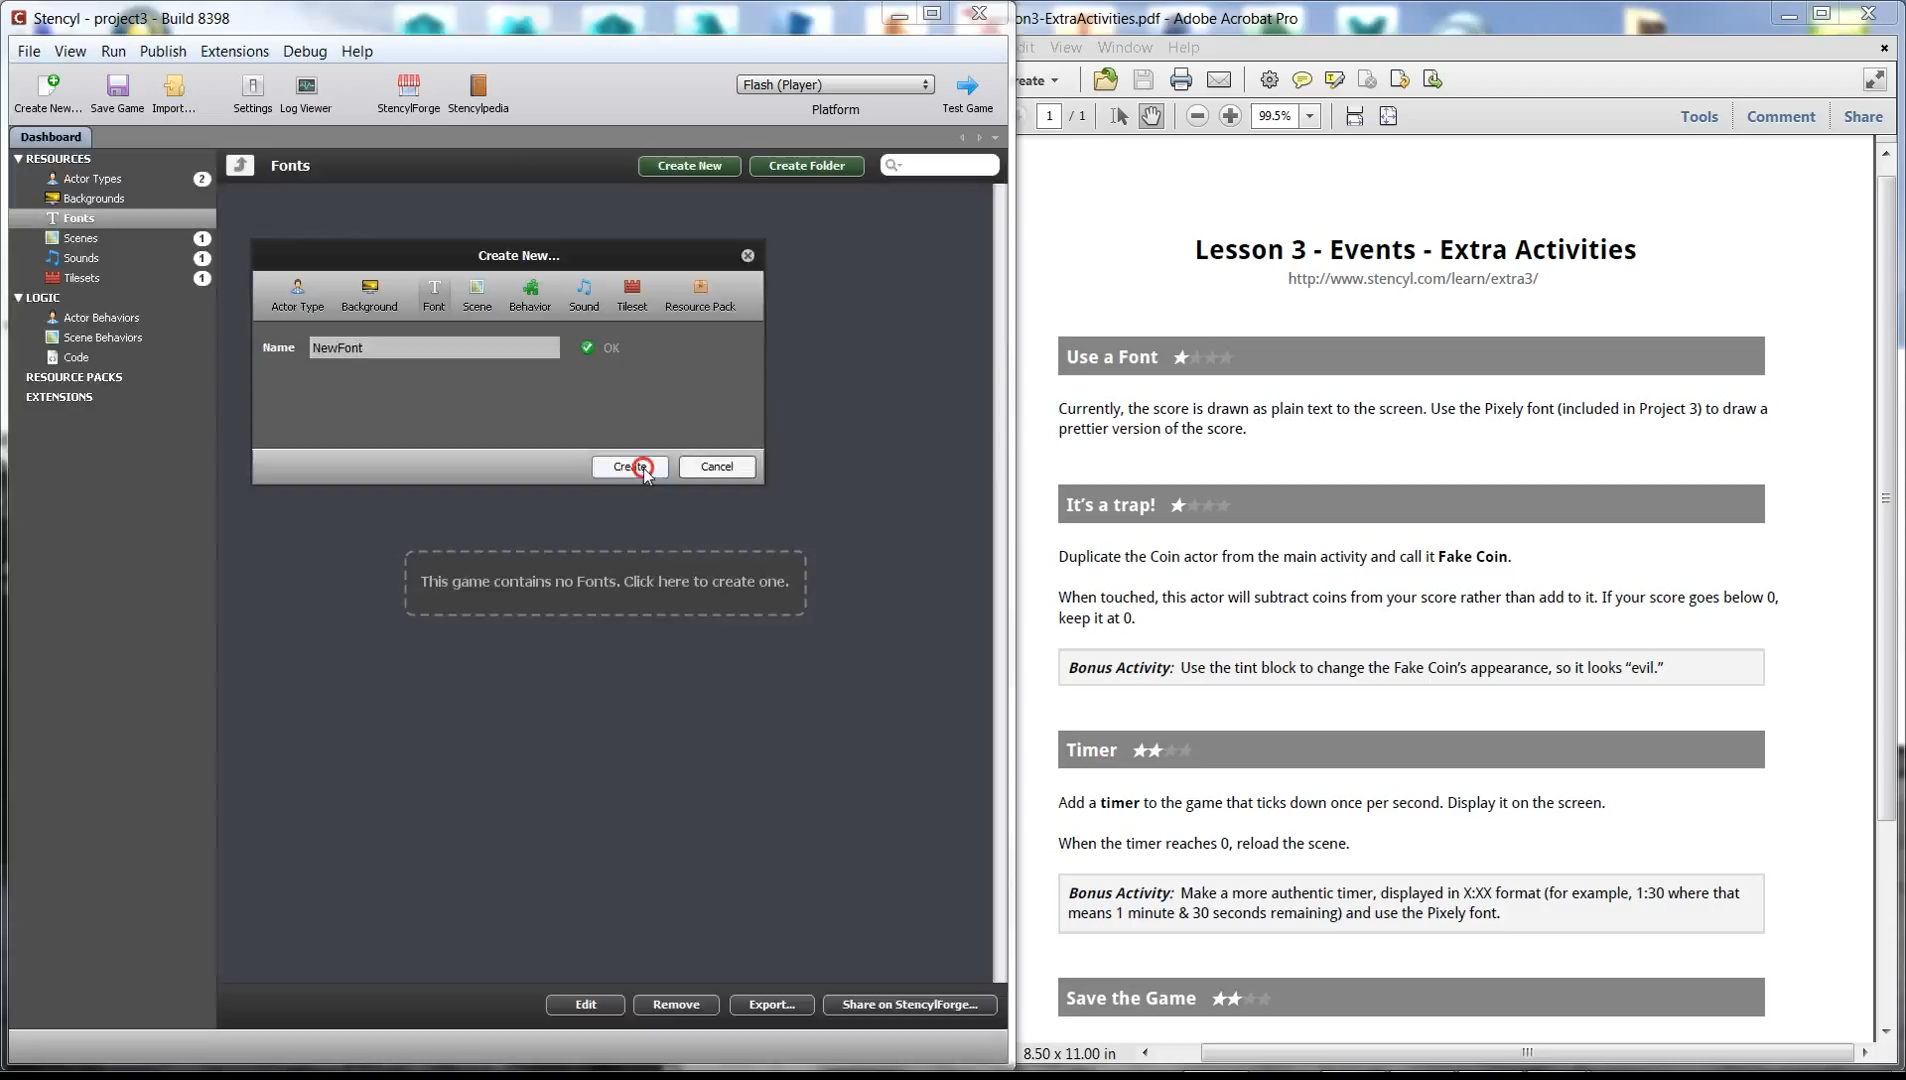 Stencyl - project3 - Build 8398
File View Run Publish Extensions Debug Help
Create New... Save Game Import... Settings Log Viewer StencylForge Stencylpedia
Flash (Player)
Platform
Test Game
Dashboard
RESOURCES
Actor Types 2
Backgrounds
Fonts
Scenes 1
Sounds 1
Tilesets 1
LOGIC
Actor Behaviors
Scene Behaviors
Code
RESOURCE PACKS
EXTENSIONS
Fonts Create New Create Folder
Create New...
Actor Type Background Font Scene Behavior Sound Tileset Resource Pack
Name NewFont OK
Create Cancel
This game contains no Fonts. Click here to create one.
Edit Remove Export... Share on StencylForge...
on3-ExtraActivities.pdf - Adobe Acrobat Pro
dit View Window Help
reate
1 / 1 99.5% Tools Comment Share
Lesson 3 - Events - Extra Activities
http://www.stencyl.com/learn/extra3/
Use a Font
Currently, the score is drawn as plain text to the screen. Use the Pixely font (included in Project 3) to draw a
prettier version of the score.
It’s a trap!
Duplicate the Coin actor from the main activity and call it Fake Coin.
When touched, this actor will subtract coins from your score rather than add to it. If your score goes below 0,
keep it at 0.
Bonus Activity: Use the tint block to change the Fake Coin’s appearance, so it looks “evil.”
Timer
Add a timer to the game that ticks down once per second. Display it on the screen.
When the timer reaches 0, reload the scene.
Bonus Activity: Make a more authentic timer, displayed in X:XX format (for example, 1:30 where that
means 1 minute & 30 seconds remaining) and use the Pixely font.
Save the Game
8.50 x 11.00 in